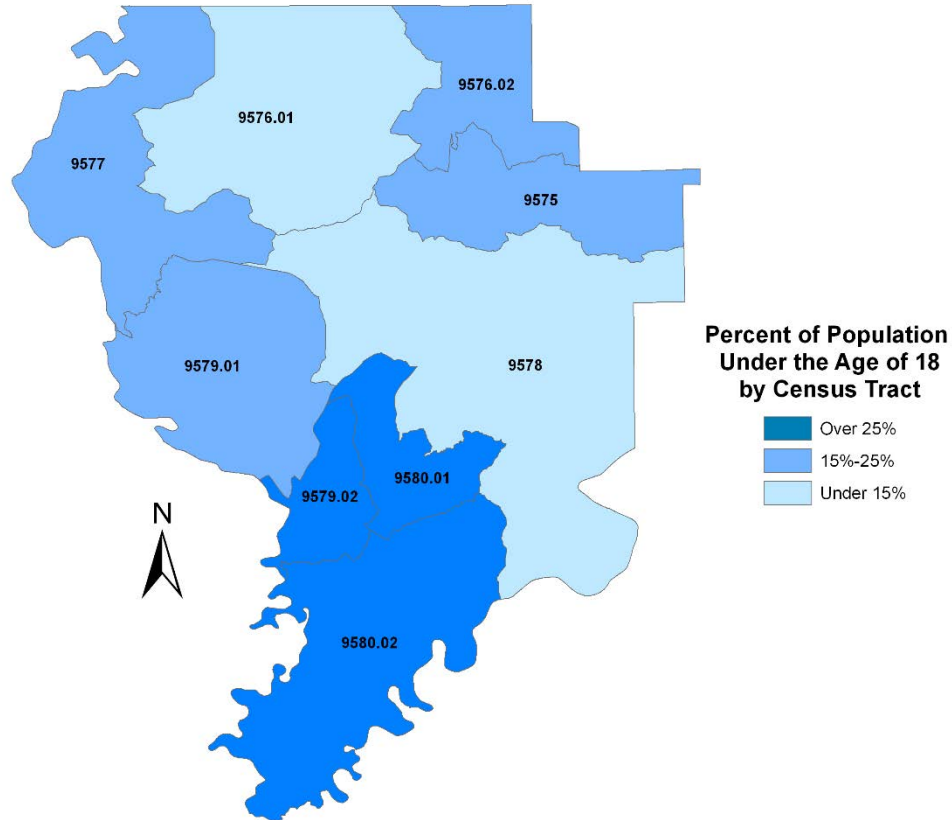 9576.02
9576.01
9577
9575
9579.01
9578
Percent of Population
Under the Age of 18
by Census Tract
Over 25%
15%-25%
Under 15%
9580.01
9579.02
N
9580.02